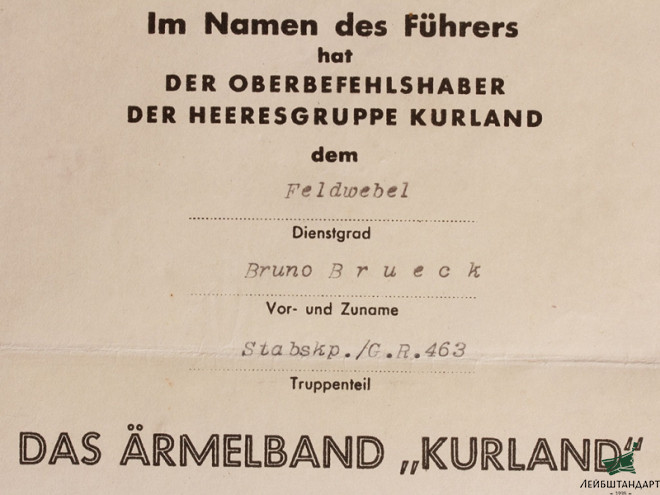 Im Namen des Führers
hat
DER OBERBEFEHLSHABER
DER HEERESGRUPPE KURLAND
dem
Feldwebel
Dienstgrad
Bruno B r u e c k
Vor- und Zuname
Stabskp./G.R.463
Truppenteil
DAS ÄRMELBAND „KURLAND“
ЛЕЙБШТАНДАРТ